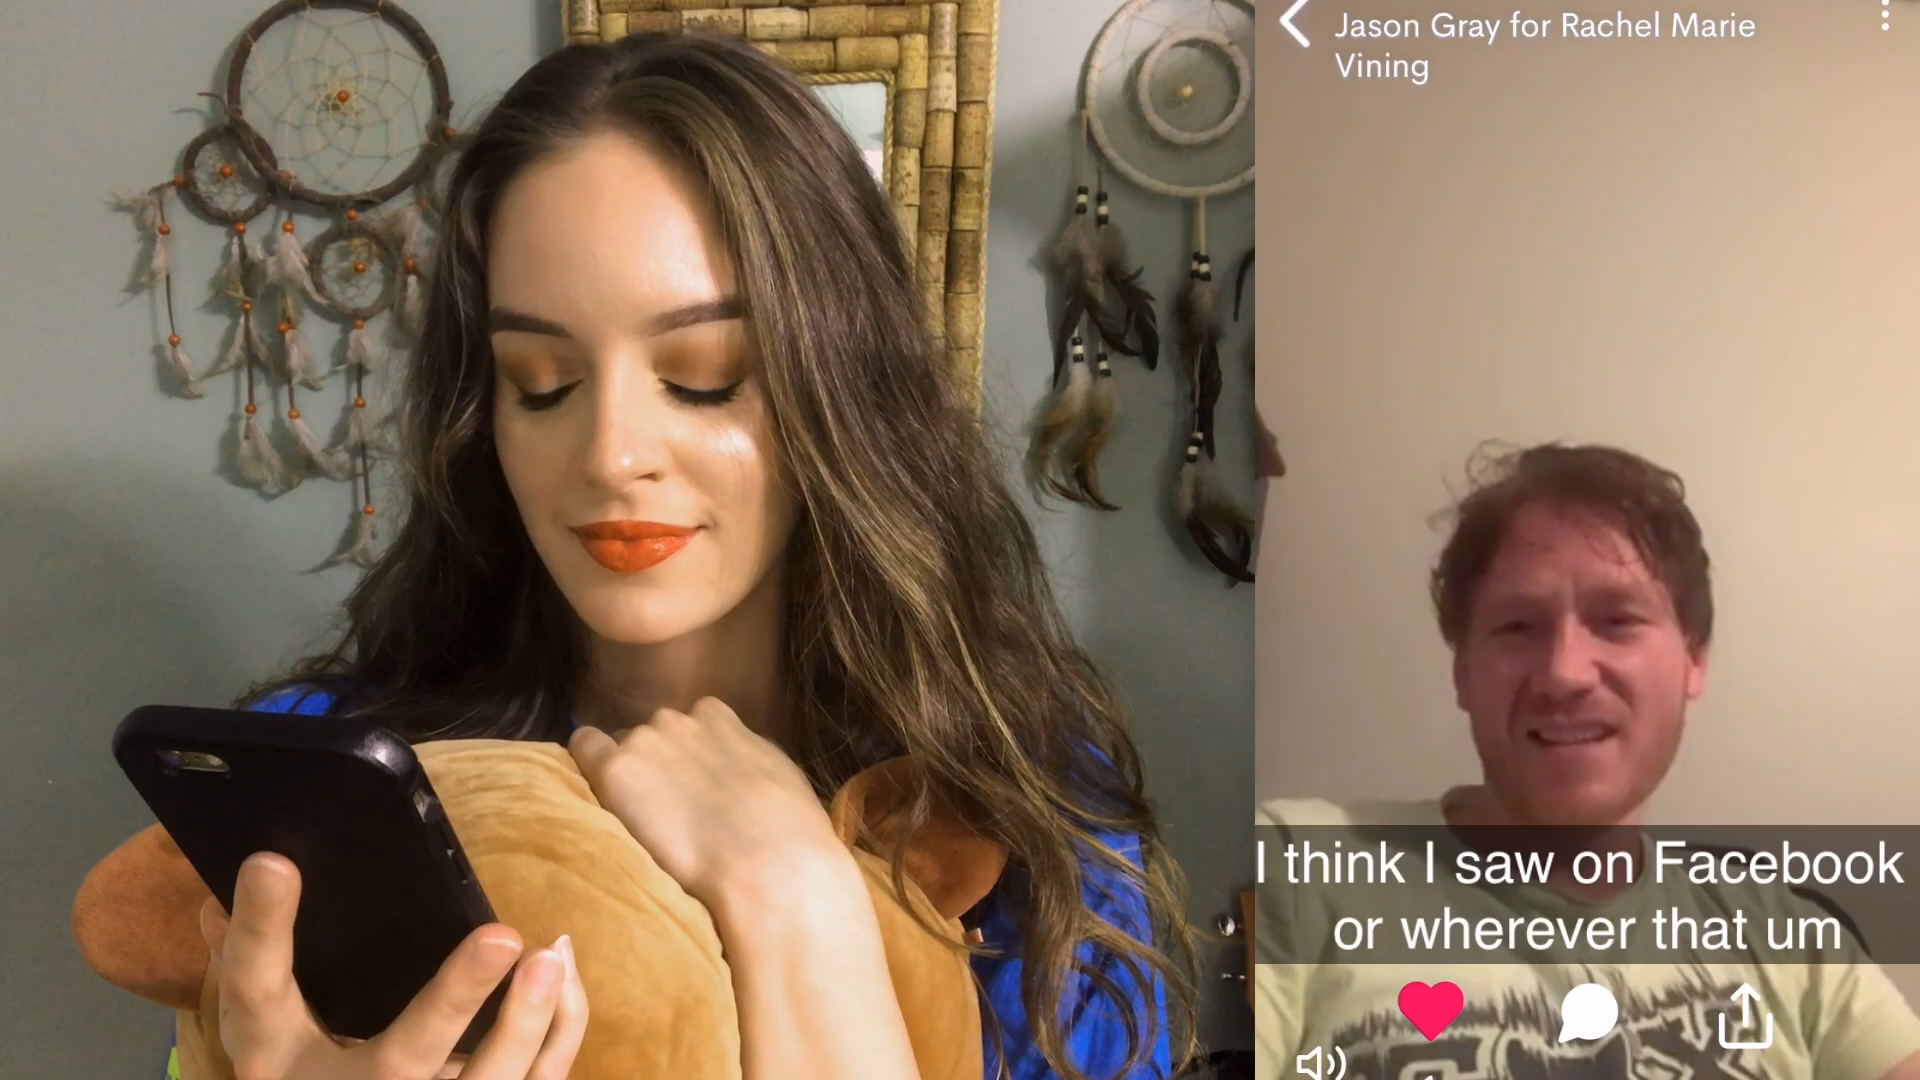 Jason Gray for Rachel Marie
Vining
I think I saw on Facebook
or wherever that um